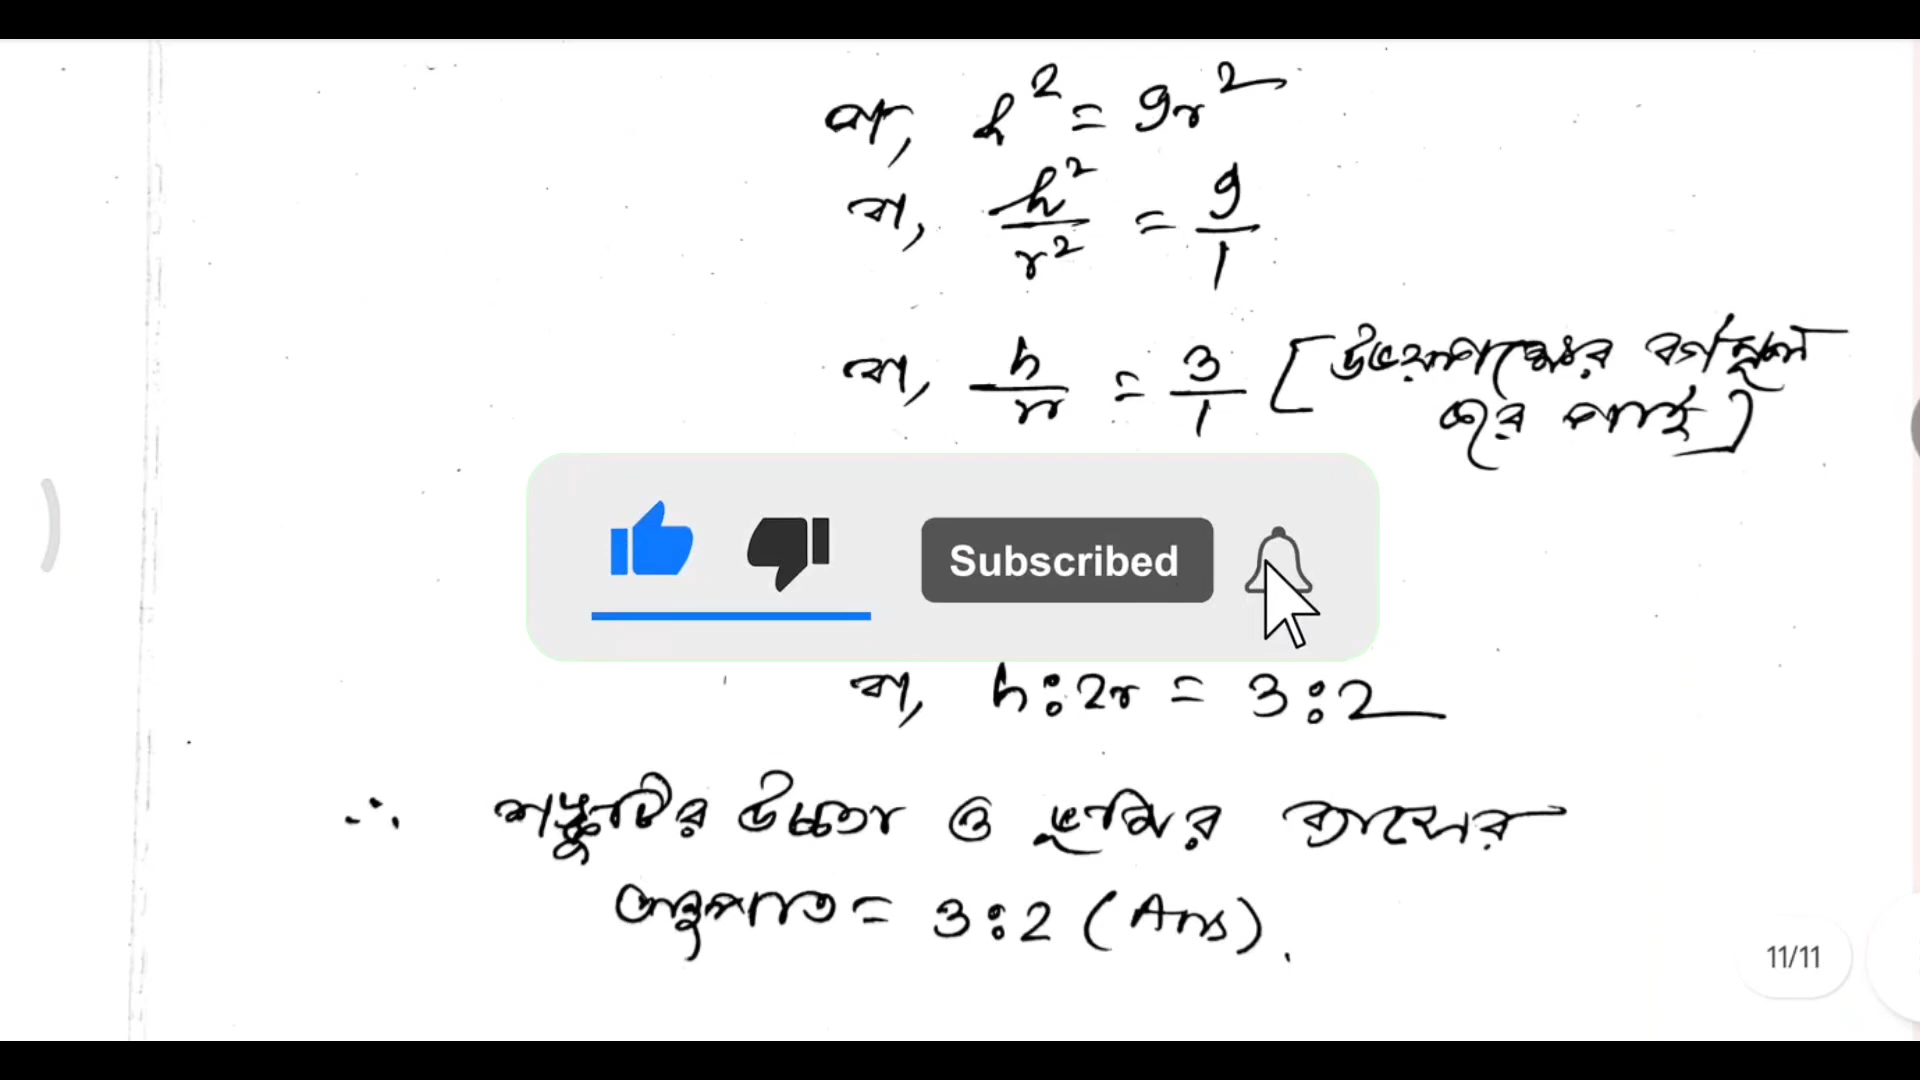 বা, h² = 9r²
বা, h²/r² = 9/1
বা, h/r = 3/1 [উভয়পক্ষের বর্গমূল
করে পাই]
Subscribed
বা, h:2r = 3:2
∴ শঙ্কুটির উচ্চতা ও ভূমির ব্যাসের
অনুপাত = 3:2 (Ans).
11/11